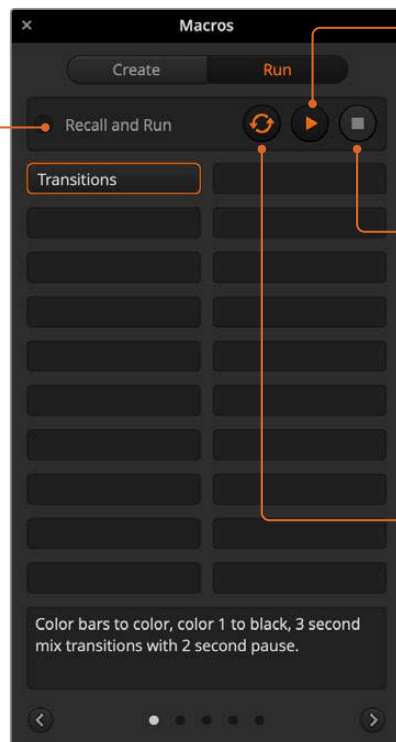 Macros
Create Run
Recall and Run
Transitions
Color bars to color, color 1 to black, 3 second
mix transitions with 2 second pause.